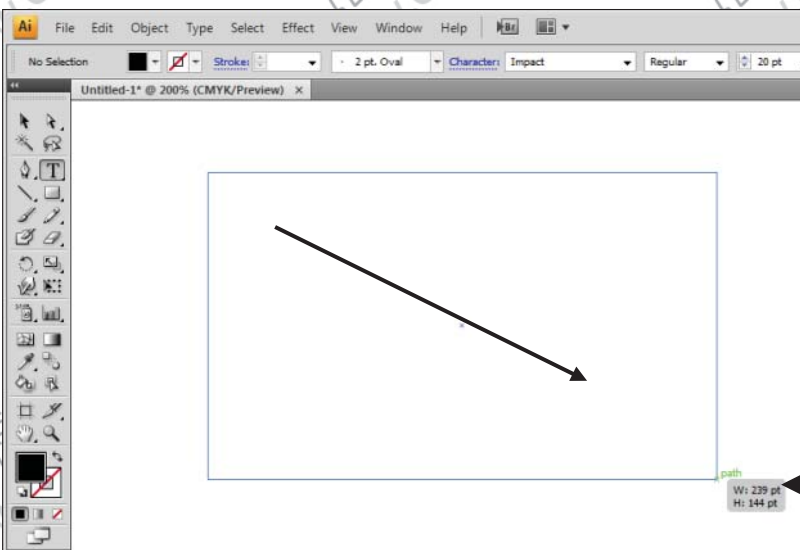 Ai File Edit Object Type Select Effect View Window Help Br
No Selection Stroke: 2 pt. Oval Character: Impact Regular 20 pt
Untitled-1* @ 200% (CMYK/Preview) ×
T
path
W: 239 pt
H: 144 pt